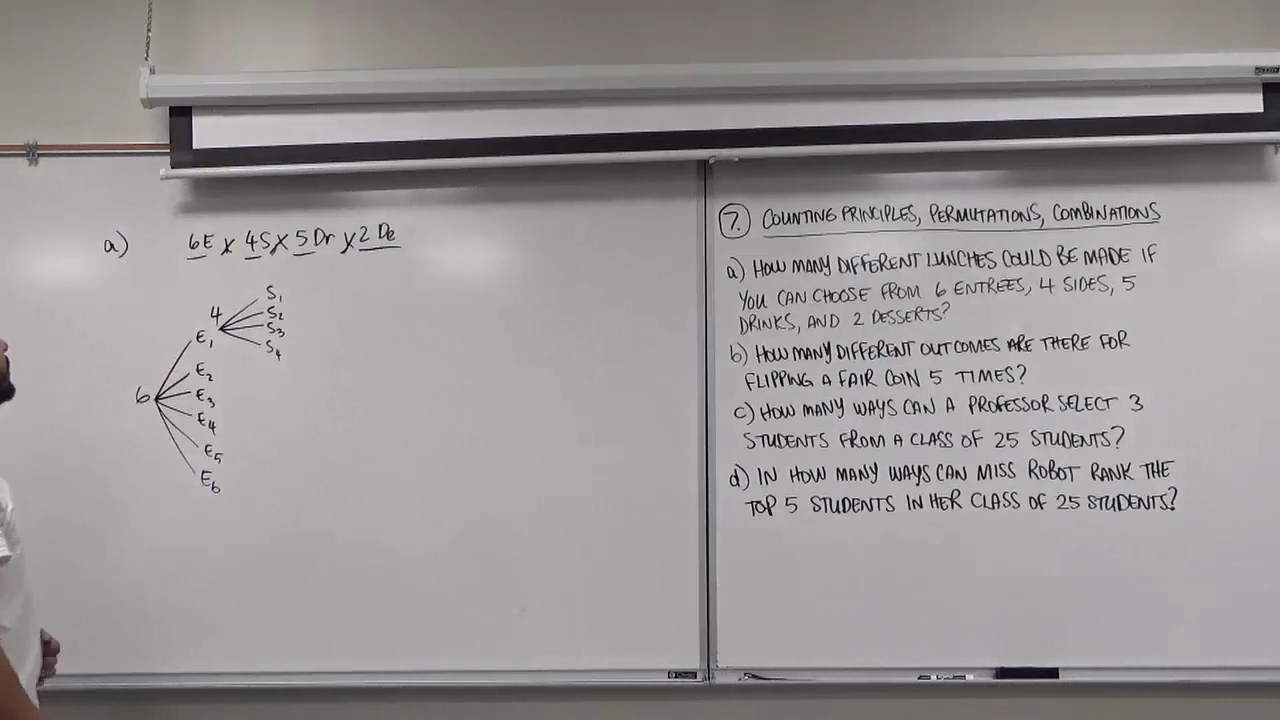 a) 6E x 4S x 5Dr x 2De
4
S1
S2
S3
S4
6
E1
E2
E3
E4
E5
E6
7. COUNTING PRINCIPLES, PERMUTATIONS, COMBINATIONS
a) HOW MANY DIFFERENT LUNCHES COULD BE MADE IF
YOU CAN CHOOSE FROM 6 ENTREES, 4 SIDES, 5
DRINKS, AND 2 DESSERTS?
b) HOW MANY DIFFERENT OUTCOMES ARE THERE FOR
FLIPPING A FAIR COIN 5 TIMES?
c) HOW MANY WAYS CAN A PROFESSOR SELECT 3
STUDENTS FROM A CLASS OF 25 STUDENTS?
d) IN HOW MANY WAYS CAN MISS ROBOT RANK THE
TOP 5 STUDENTS IN HER CLASS OF 25 STUDENTS?